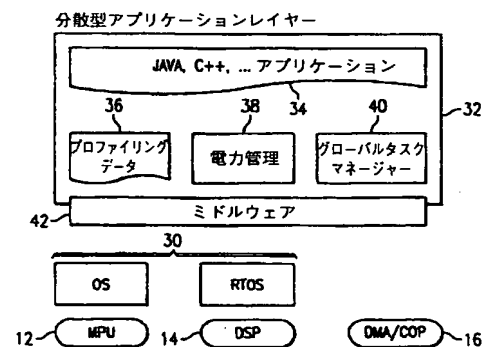 分散型アプリケーションレイヤー
JAVA, C++, ... アプリケーション
34
36
38
40
32
プロファイリング
データ
電力管理
グローバルタスク
マネージャー
42
ミドルウェア
30
OS
RTOS
12
MPU
14
DSP
DMA/COP
16